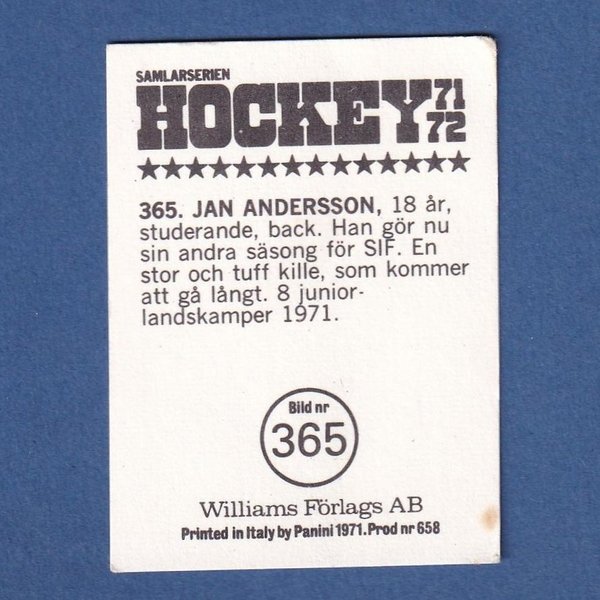 SAMLARSERIEN
HOCKEY 71 72
365. JAN ANDERSSON, 18 år,
studerande, back. Han gör nu
sin andra säsong för SIF. En
stor och tuff kille, som kommer
att gå långt. 8 junior-
landskamper 1971.
Bild nr
365
Williams Förlags AB
Printed in Italy by Panini 1971. Prod nr 658